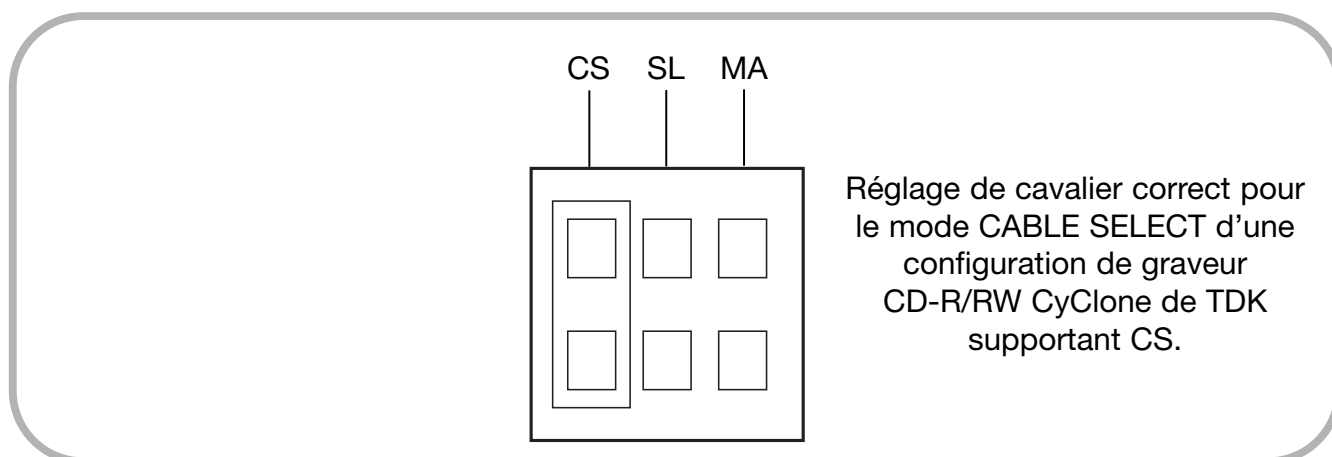 CS SL MA
Réglage de cavalier correct pour
le mode CABLE SELECT d’une
configuration de graveur
CD-R/RW CyClone de TDK
supportant CS.